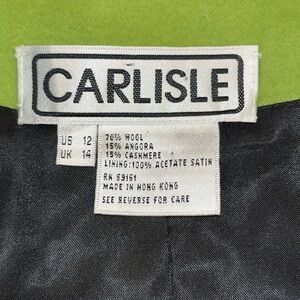 CARLISLE
US 12
UK 14
70% WOOL
15% ANGORA
15% CASHMERE
LINING: 100% ACETATE SATIN
RN 69161
MADE IN HONG KONG
SEE REVERSE FOR CARE